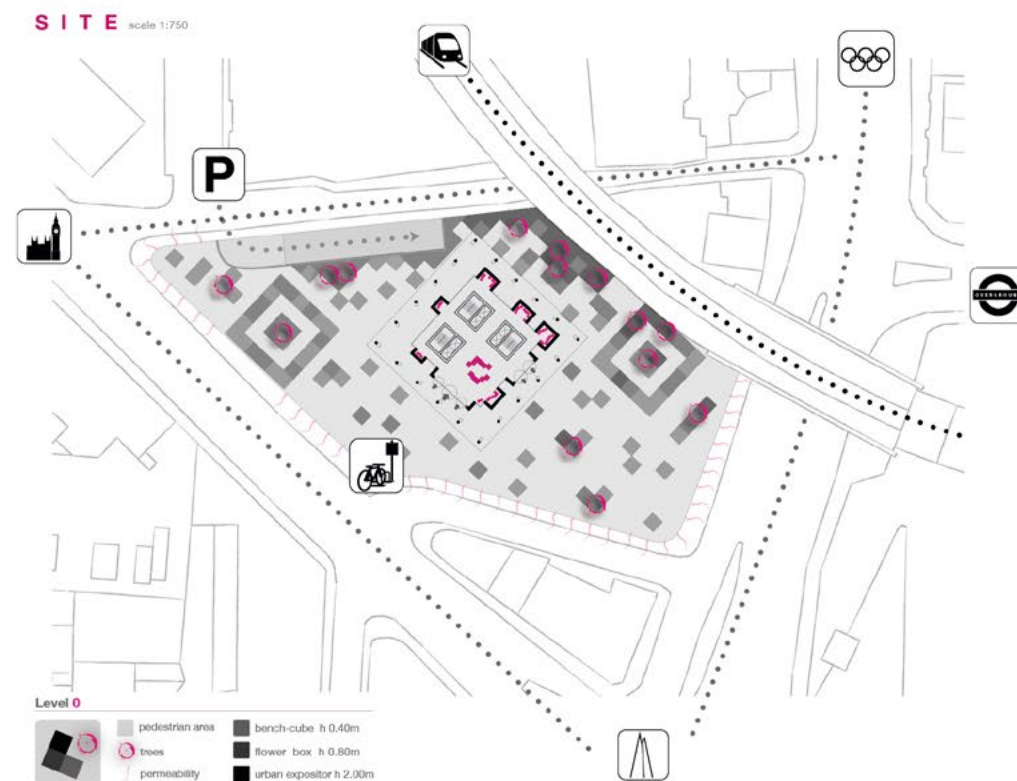 SITE scale 1:750
P
OVERGROUND
Level 0
pedestrian area
trees
permeability
bench-cube h 0.40m
flower box h 0.80m
urban expositor h 2.00m